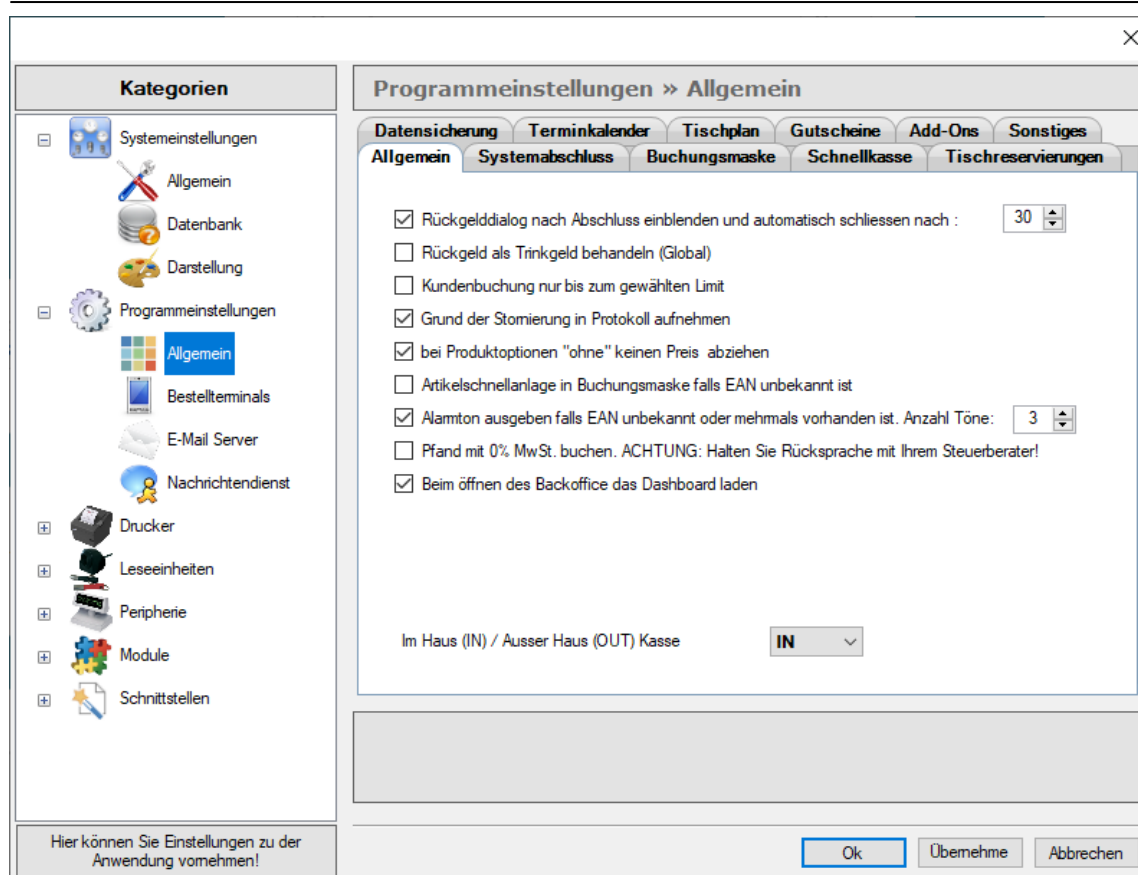 Kategorien
Systemeinstellungen
Allgemein
Datenbank
Darstellung
Programmeinstellungen
Allgemein
Bestellterminals
E-Mail Server
Nachrichtendienst
Drucker
Leseeinheiten
Peripherie
Module
Schnittstellen
Hier können Sie Einstellungen zu der
Anwendung vornehmen!
Programmeinstellungen » Allgemein
Datensicherung Terminkalender Tischplan Gutscheine Add-Ons Sonstiges
Allgemein Systemabschluss Buchungsmaske Schnellkasse Tischreservierungen
Rückgelddialog nach Abschluss einblenden und automatisch schliessen nach : 30
Rückgeld als Trinkgeld behandeln (Global)
Kundenbuchung nur bis zum gewählten Limit
Grund der Stornierung in Protokoll aufnehmen
bei Produktoptionen "ohne" keinen Preis abziehen
Artikelschnellanlage in Buchungsmaske falls EAN unbekannt ist
Alarmton ausgeben falls EAN unbekannt oder mehrmals vorhanden ist. Anzahl Töne: 3
Pfand mit 0% MwSt. buchen. ACHTUNG: Halten Sie Rücksprache mit Ihrem Steuerberater!
Beim öffnen des Backoffice das Dashboard laden
Im Haus (IN) / Ausser Haus (OUT) Kasse IN
Ok Übernehme Abbrechen